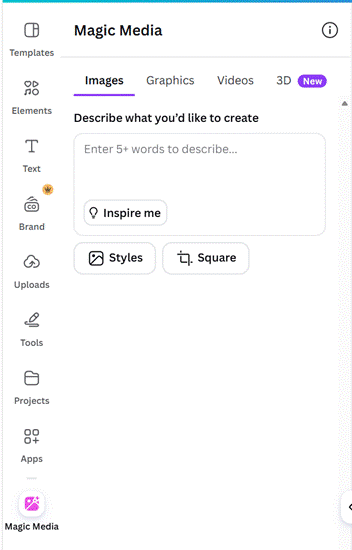 Magic Media
Templates
Elements
Text
Brand
CO
Uploads
Tools
Projects
Apps
Magic Media
Images Graphics Videos 3D New
Describe what you'd like to create
Enter 5+ words to describe...
Inspire me
Styles Square